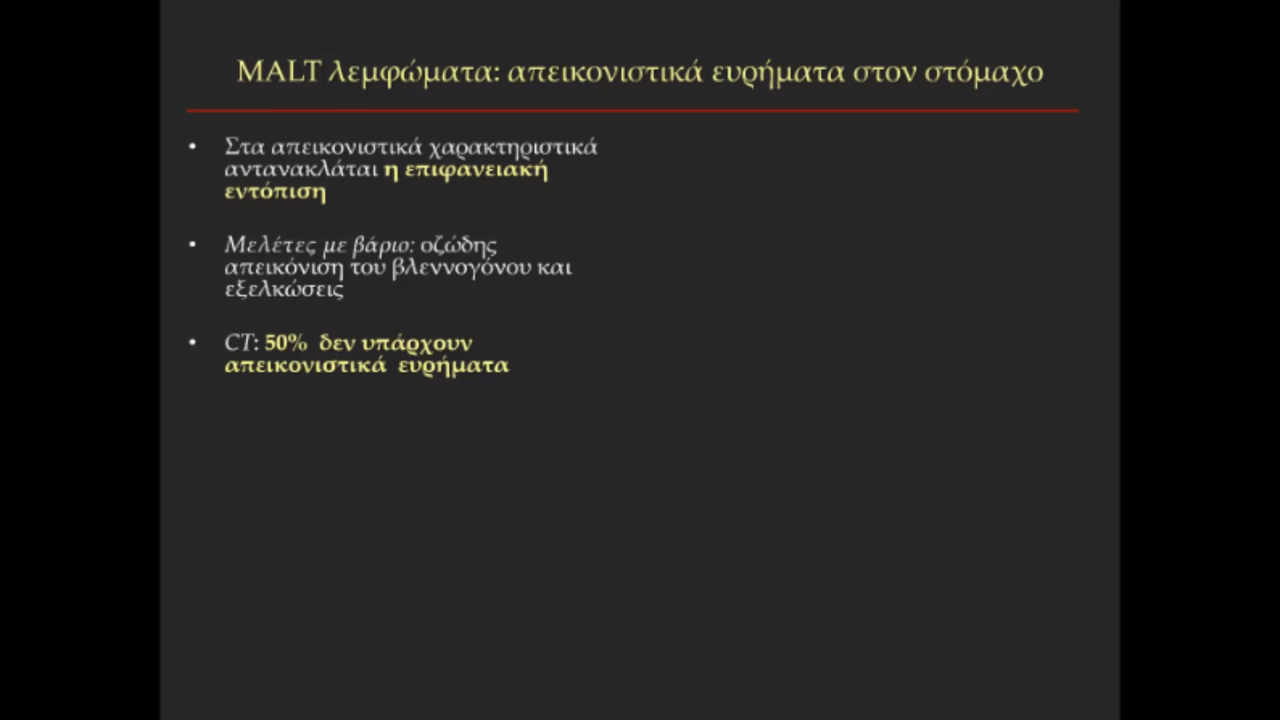 MALT λεμφώματα: απεικονιστικά ευρήματα στον στόμαχο
• Στα απεικονιστικά χαρακτηριστικά
αντανακλάται η επιφανειακή
εντόπιση
• Μελέτες με βάριο: οζώδης
απεικόνιση του βλεννογόνου και
εξελκώσεις
• CT: 50% δεν υπάρχουν
απεικονιστικά ευρήματα